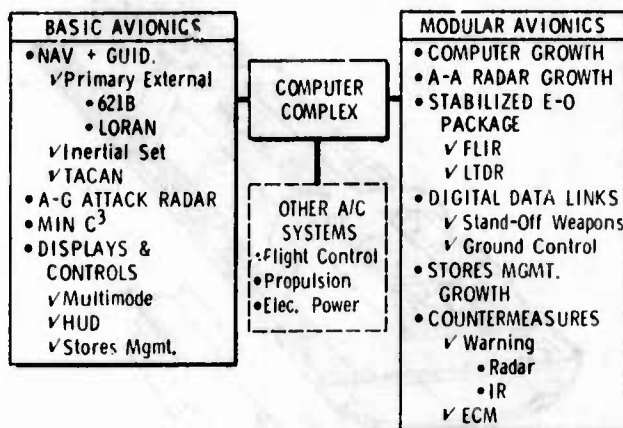 BASIC AVIONICS
•NAV + GUID.
✓Primary External
•621B
•LORAN
✓Inertial Set
✓TACAN
•A-G ATTACK RADAR
•MIN C³
•DISPLAYS &
CONTROLS
✓Multimode
✓HUD
✓Stores Mgmt.
COMPUTER
COMPLEX
OTHER A/C
SYSTEMS
•Flight Control
•Propulsion
•Elec. Power
MODULAR AVIONICS
•COMPUTER GROWTH
•A-A RADAR GROWTH
•STABILIZED E-O
PACKAGE
✓FLIR
✓LTDR
•DIGITAL DATA LINKS
✓Stand-Off Weapons
✓Ground Control
•STORES MGMT.
GROWTH
•COUNTERMEASURES
✓Warning
•Radar
•IR
✓ECM